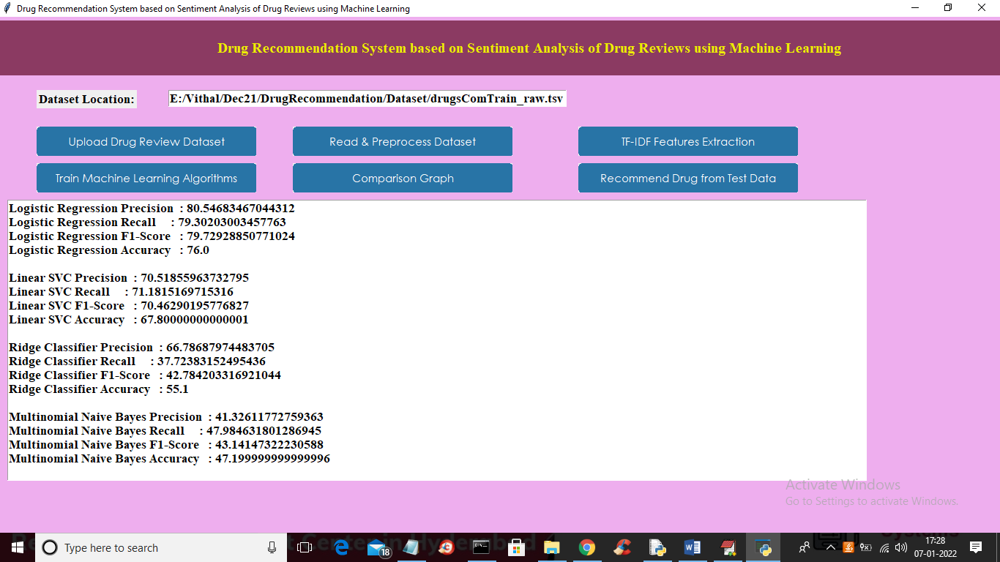 Drug Recommendation System based on Sentiment Analysis of Drug Reviews using Machine Learning
Drug Recommendation System based on Sentiment Analysis of Drug Reviews using Machine Learning
Dataset Location: E:/Vithal/Dec21/DrugRecommendation/Dataset/drugsComTrain_raw.tsv
Upload Drug Review Dataset Read & Preprocess Dataset TF-IDF Features Extraction
Train Machine Learning Algorithms Comparison Graph Recommend Drug from Test Data
Logistic Regression Precision : 80.54683467044312
Logistic Regression Recall : 79.30203003457763
Logistic Regression F1-Score : 79.72928850771024
Logistic Regression Accuracy : 76.0
Linear SVC Precision : 70.51855963732795
Linear SVC Recall : 71.1815169715316
Linear SVC F1-Score : 70.46290195776827
Linear SVC Accuracy : 67.80000000000001
Ridge Classifier Precision : 66.78687974483705
Ridge Classifier Recall : 37.72383152495436
Ridge Classifier F1-Score : 42.784203316921044
Ridge Classifier Accuracy : 55.1
Multinomial Naive Bayes Precision : 41.32611772759363
Multinomial Naive Bayes Recall : 47.984631801286945
Multinomial Naive Bayes F1-Score : 43.14147322230588
Multinomial Naive Bayes Accuracy : 47.199999999999996
Activate Windows
Go to Settings to activate Windows.
Type here to search
18
17:28
07-01-2022